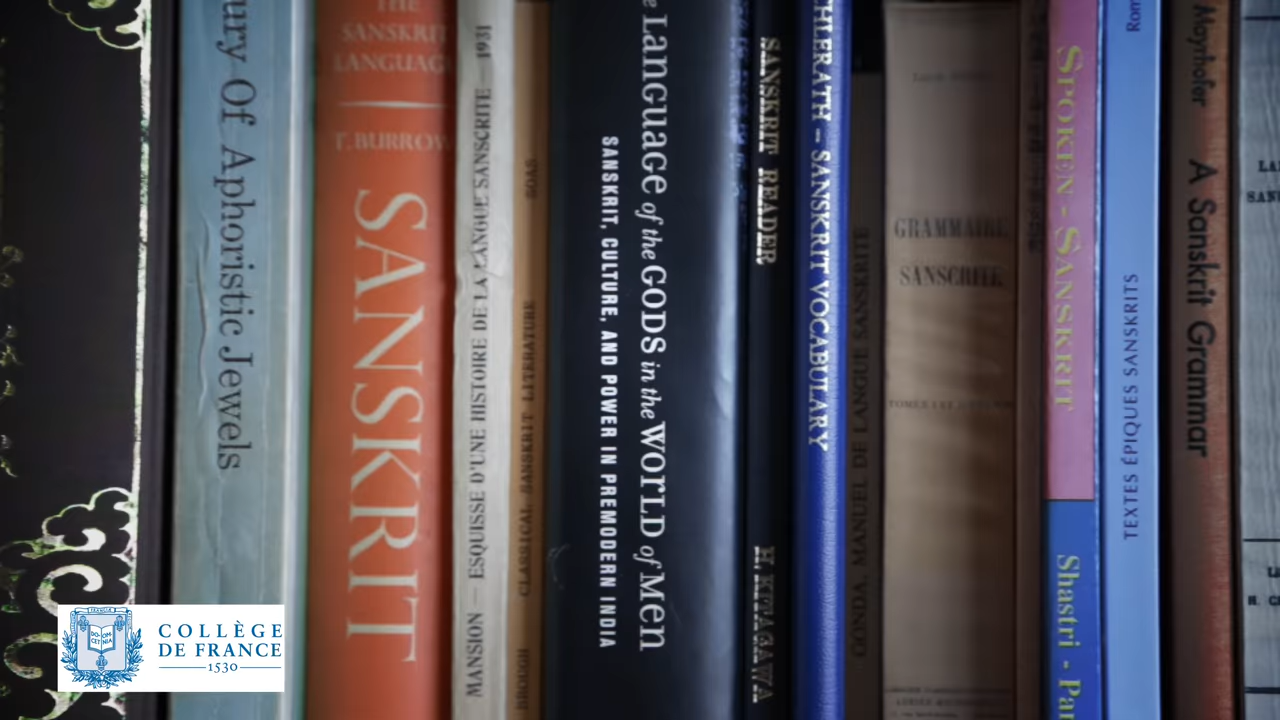 ury Of Aphoristic Jewels
THE
SANSKRIT
LANGUAGE
T. BURROW
SANSKRIT
MANSION — ESQUISSE D'UNE HISTOIRE DE LA LANGUE SANSCRITE — 1931
BROUGH CLASSICAL SANSKRIT LITERATURE SOAS
e Language of the GODS in the WORLD of Men
SANSKRIT, CULTURE, AND POWER IN PREMODERN INDIA
SANSKRIT READER H. KITAGAWA
HLERATH – SANSKRIT VOCABULARY
GONDA, MANUEL DE LANGUE SANSKRITE
GRAMMAIRE
SANSCRITE
SPOKEN - SANSKRIT
Shastri - Pa
TEXTES ÉPIQUES SANSKRITS
Rom
Mayrhofer A Sanskrit Grammar
COLLÈGE
DE FRANCE
1530